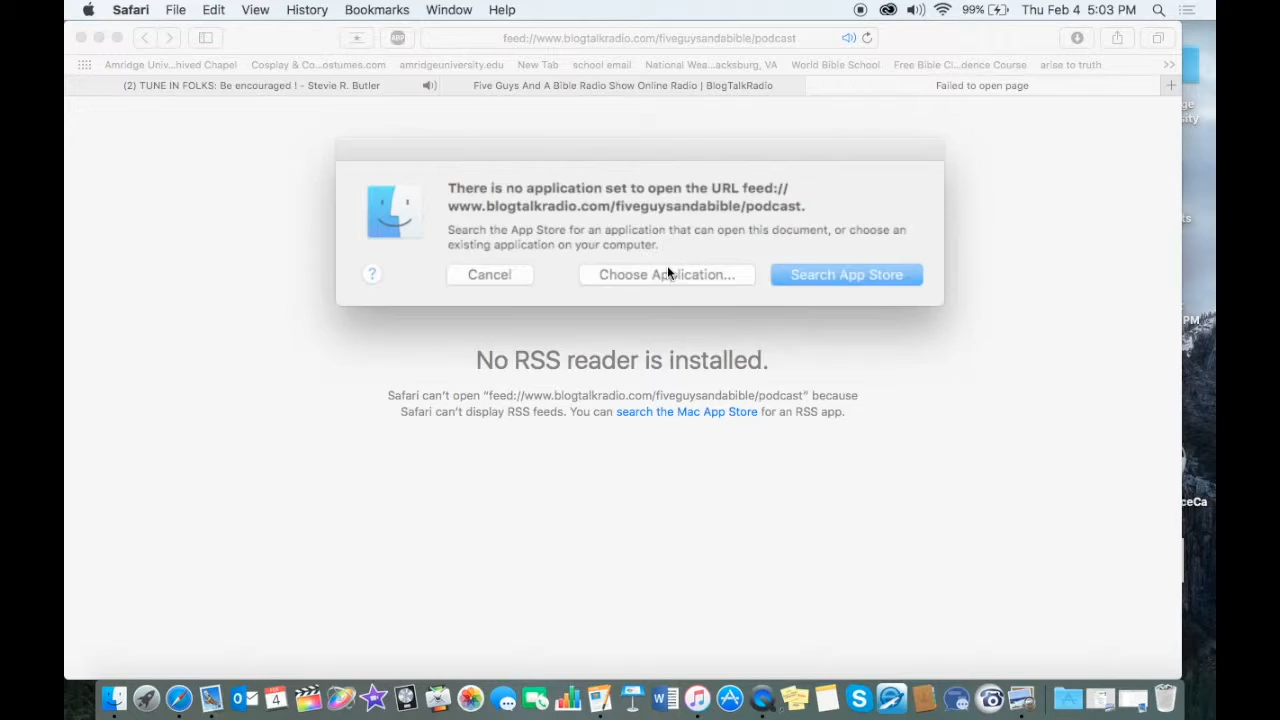 Safari File Edit View History Bookmarks Window Help 99% Thu Feb 4 5:03 PM
feed://www.blogtalkradio.com/fiveguysandabible/podcast
Amridge Univ...hived Chapel Cosplay & Co...ostumes.com amridgeuniversity.edu New Tab school email National Wea...acksburg, VA World Bible School Free Bible C...dence Course arise to truth >>
(2) TUNE IN FOLKS: Be encouraged ! - Stevie R. Butler Five Guys And A Bible Radio Show Online Radio | BlogTalkRadio Failed to open page +
There is no application set to open the URL feed://
www.blogtalkradio.com/fiveguysandabible/podcast.
Search the App Store for an application that can open this document, or choose an
existing application on your computer.
? Cancel Choose Application... Search App Store
PM
No RSS reader is installed.
Safari can't open “feed://www.blogtalkradio.com/fiveguysandabible/podcast” because
Safari can't display RSS feeds. You can search the Mac App Store for an RSS app.
ceCa